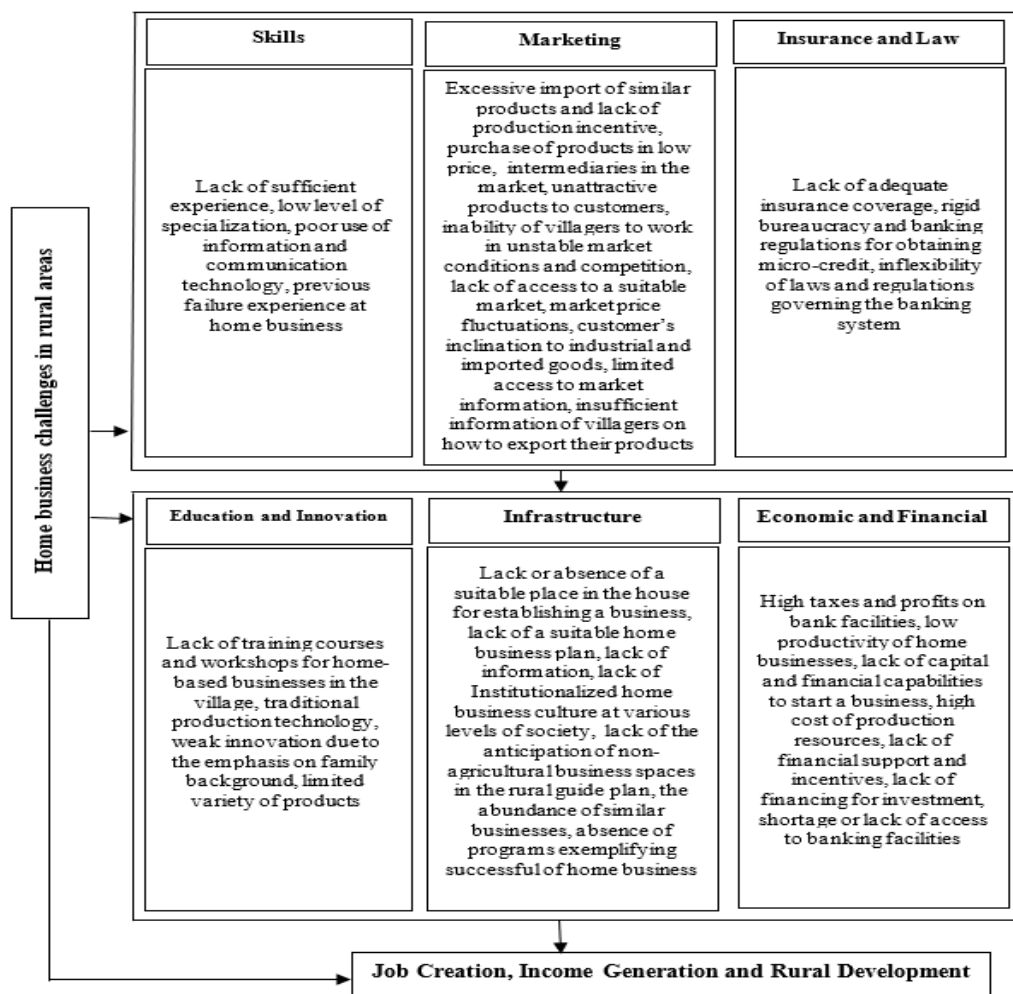 Home business challenges in rural areas
Skills
Lack of sufficient
experience, low level of
specialization, poor use of
information and
communication
technology, previous
failure experience at
home business
Marketing
Excessive import of similar
products and lack of
production incentive,
purchase of products in low
price, intermediaries in the
market, unattractive
products to customers,
inability of villagers to work
in unstable market
conditions and competition,
lack of access to a suitable
market, market price
fluctuations, customer's
inclination to industrial and
imported goods, limited
access to market
information, insufficient
information of villagers on
how to export their products
Insurance and Law
Lack of adequate
insurance coverage, rigid
bureaucracy and banking
regulations for obtaining
micro-credit, inflexibility
of laws and regulations
governing the banking
system
Education and Innovation
Lack of training courses
and workshops for home-
based businesses in the
village, traditional
production technology,
weak innovation due to
the emphasis on family
background, limited
variety of products
Infrastructure
Lack or absence of a
suitable place in the house
for establishing a business,
lack of a suitable home
business plan, lack of
information, lack of
Institutionalized home
business culture at various
levels of society, lack of the
anticipation of non-
agricultural business spaces
in the rural guide plan, the
abundance of similar
businesses, absence of
programs exemplifying
successful of home business
Economic and Financial
High taxes and profits on
bank facilities, low
productivity of home
businesses, lack of capital
and financial capabilities
to start a business, high
cost of production
resources, lack of
financial support and
incentives, lack of
financing for investment,
shortage or lack of access
to banking facilities
Job Creation, Income Generation and Rural Development